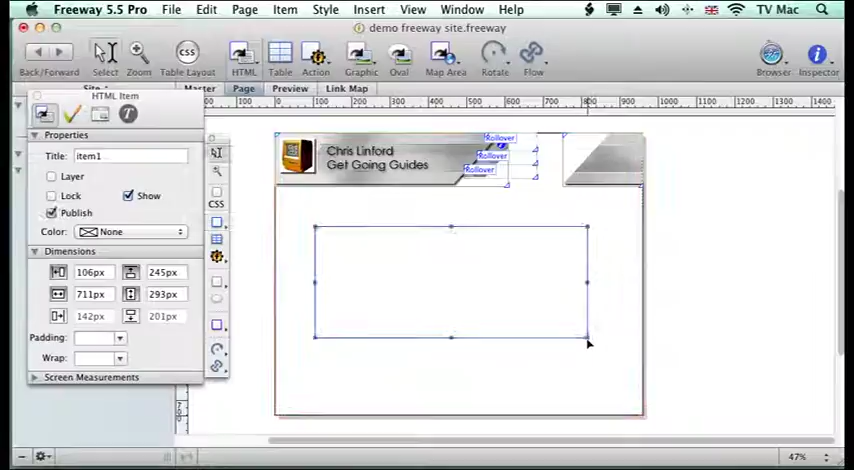 Freeway 5.5 Pro File Edit Page Item Style Insert View Window Help TV Mac
demo freeway site.freeway
Back/Forward Select Zoom CSS Table Layout HTML Table Action Graphic Oval Map Area Rotate Flow Browser Inspector
Site Master Page Preview Link Map
HTML Item
100 0 100 200 300 400 500 600 700 800 900 1000 1100 1200 1300 1400
Properties
Title: item1
Layer
Lock Show
Publish
Color: None
Dimensions
106px 245px
711px 293px
142px 201px
Padding:
Wrap:
Screen Measurements
CSS
Chris Linford
Get Going Guides
Rollover
Rollover
Rollover
47%